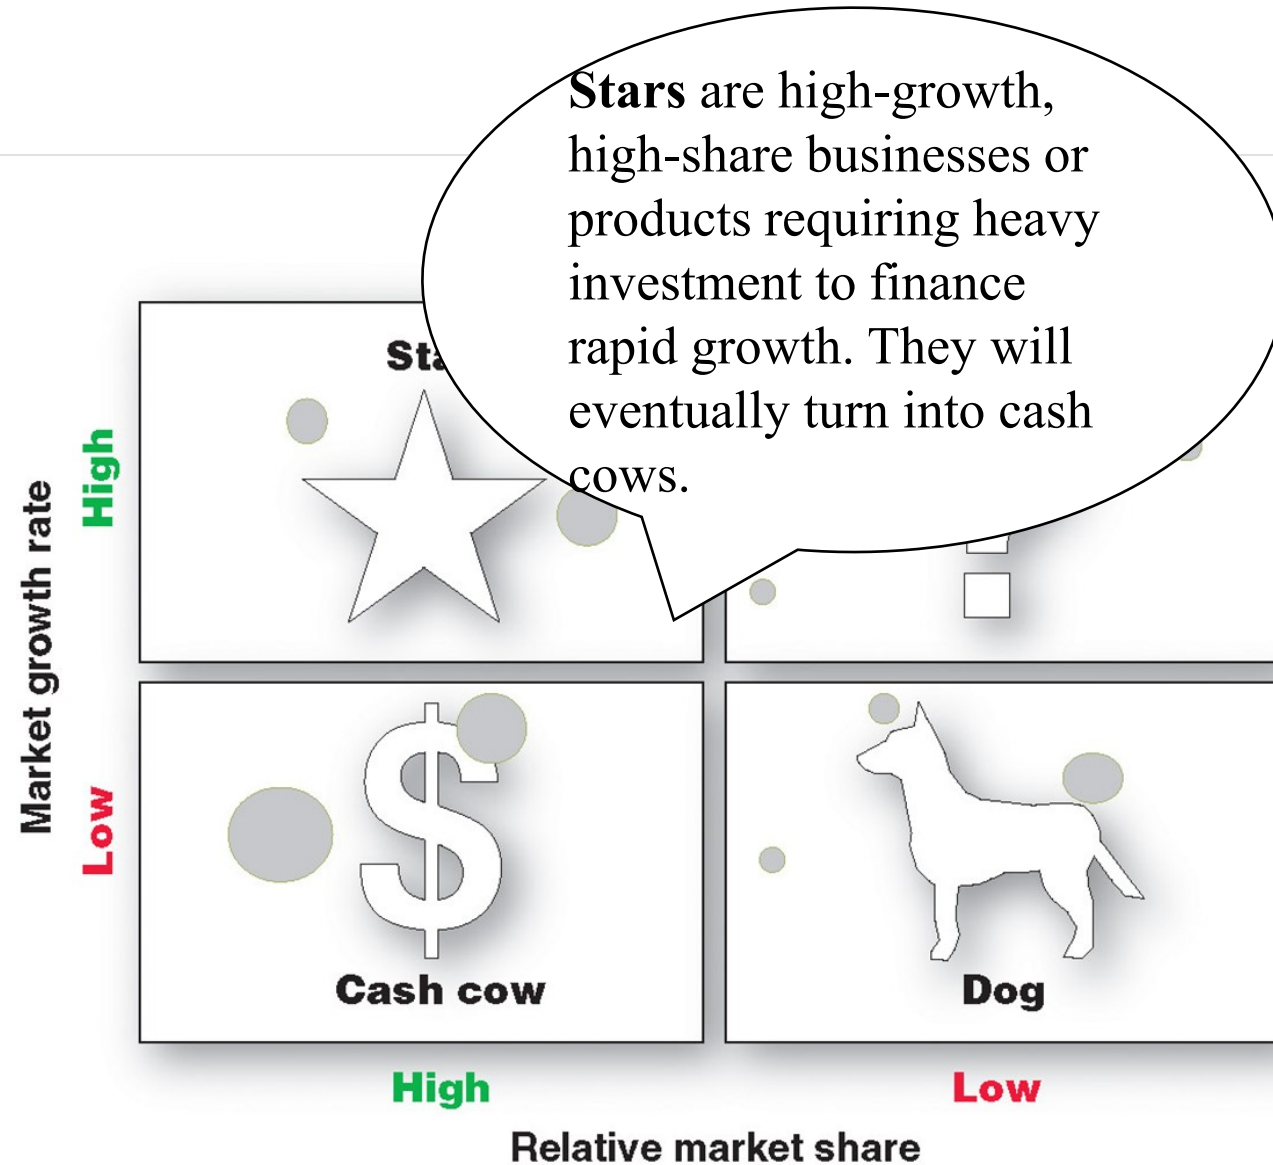 Stars are high-growth,
high-share businesses or
products requiring heavy
investment to finance
rapid growth. They will
eventually turn into cash
cows.
High
Market growth rate
Low
Cash cow
Dog
High
Low
Relative market share